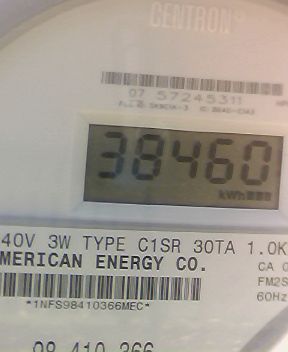 CENTRON
07 57245311
38460
kWh
40V 3W TYPE C1SR 30TA 1.0K
MERICAN ENERGY CO.
CA 0
FM2S
60Hz
*1NFS98410366MEC*
98 410 366